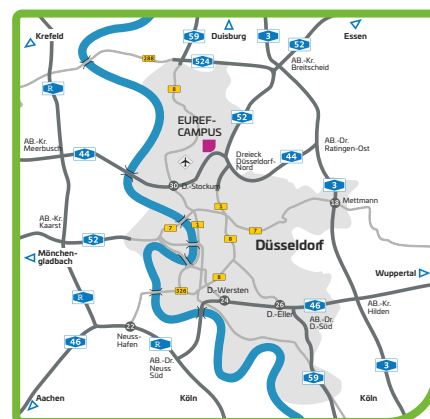 Krefeld
Duisburg
Essen
59
3
52
288
524
AB.-Kr.
Breitscheid
8
R
EUREF-
CAMPUS
52
AB.-Kr.
Meerbusch
44
AB.-Dr.
Ratingen-Ost
Dreieck
Düsseldorf-
Nord
44
30
D.-Stockum
3
Mettmann
18
AB.-Kr.
Kaarst
1
1
7
7
52
8
Düsseldorf
Mönchen-
gladbach
Wuppertal
8
326
D.-Wersten
24
26
46
R
D.-Eller
AB.-Dr.
D.-Süd
AB.-Kr.
Hilden
22
Neuss-
Hafen
R
46
AB.-Dr.
Neuss
Süd
3
59
Aachen
Köln
Köln